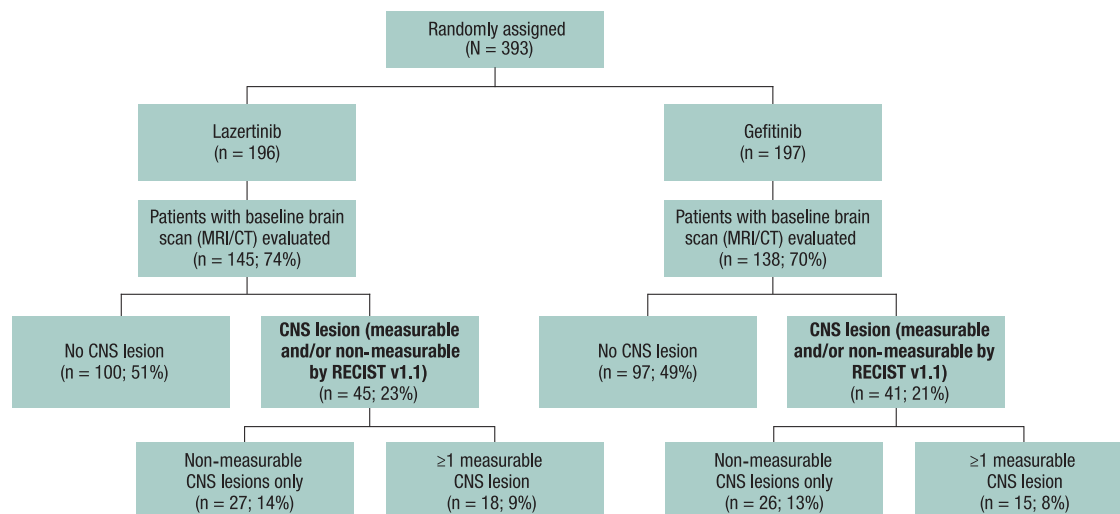 Randomly assigned
(N = 393)
Lazertinib
(n = 196)
Gefitinib
(n = 197)
Patients with baseline brain
scan (MRI/CT) evaluated
(n = 145; 74%)
Patients with baseline brain
scan (MRI/CT) evaluated
(n = 138; 70%)
No CNS lesion
(n = 100; 51%)
CNS lesion (measurable
and/or non-measurable
by RECIST v1.1)
(n = 45; 23%)
No CNS lesion
(n = 97; 49%)
CNS lesion (measurable
and/or non-measurable by
RECIST v1.1)
(n = 41; 21%)
Non-measurable
CNS lesions only
(n = 27; 14%)
≥1 measurable
CNS lesion
(n = 18; 9%)
Non-measurable
CNS lesions only
(n = 26; 13%)
≥1 measurable
CNS lesion
(n = 15; 8%)